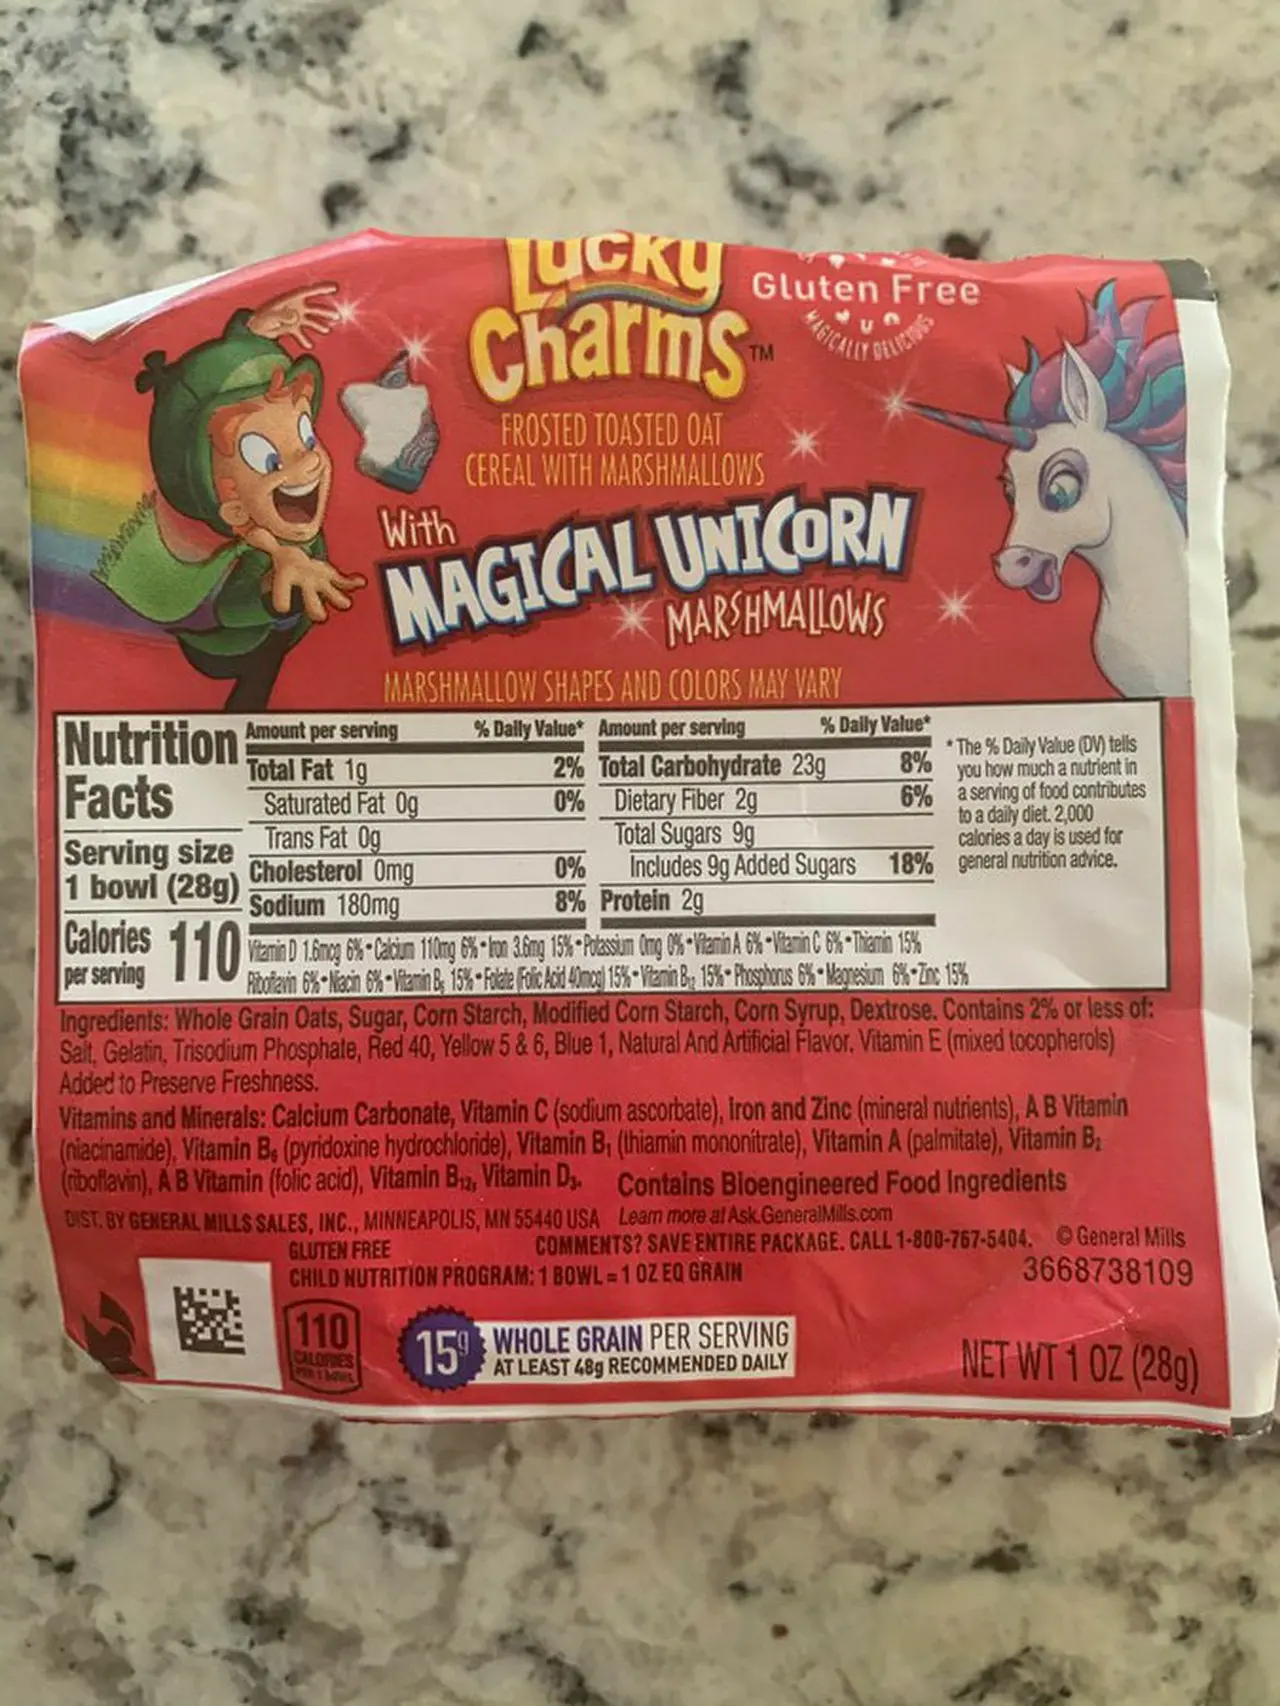 Lucky
Charms™
Gluten Free
MAGICALLY DELICIOUS
FROSTED TOASTED OAT
CEREAL WITH MARSHMALLOWS
With
MAGICAL UNICORN
MARSHMALLOWS
MARSHMALLOW SHAPES AND COLORS MAY VARY
Nutrition
Facts
Serving size
1 bowl (28g)
Calories
per serving
110
Amount per serving % Daily Value*
Total Fat 1g 2%
Saturated Fat 0g 0%
Trans Fat 0g
Cholesterol 0mg 0%
Sodium 180mg 8%
Amount per serving % Daily Value*
Total Carbohydrate 23g 8%
Dietary Fiber 2g 6%
Total Sugars 9g
Includes 9g Added Sugars 18%
Protein 2g
* The % Daily Value (DV) tells
you how much a nutrient in
a serving of food contributes
to a daily diet. 2,000
calories a day is used for
general nutrition advice.
Vitamin D 1.6mcg 6% • Calcium 110mg 6% • Iron 3.6mg 15% • Potassium 0mg 0% • Vitamin A 6% • Vitamin C 6% • Thiamin 15%
Riboflavin 6% • Niacin 6% • Vitamin B₆ 15% • Folate (Folic Acid 40mcg) 15% • Vitamin B₁₂ 15% • Phosphorus 6% • Magnesium 6% • Zinc 15%
Ingredients: Whole Grain Oats, Sugar, Corn Starch, Modified Corn Starch, Corn Syrup, Dextrose. Contains 2% or less of:
Salt, Gelatin, Trisodium Phosphate, Red 40, Yellow 5 & 6, Blue 1, Natural And Artificial Flavor. Vitamin E (mixed tocopherols)
Added to Preserve Freshness.
Vitamins and Minerals: Calcium Carbonate, Vitamin C (sodium ascorbate), Iron and Zinc (mineral nutrients), A B Vitamin
(niacinamide), Vitamin B₆ (pyridoxine hydrochloride), Vitamin B₁ (thiamin mononitrate), Vitamin A (palmitate), Vitamin B₂
(riboflavin), A B Vitamin (folic acid), Vitamin B₁₂, Vitamin D₃.
Contains Bioengineered Food Ingredients
DIST. BY GENERAL MILLS SALES, INC., MINNEAPOLIS, MN 55440 USA
Learn more at Ask.GeneralMills.com
GLUTEN FREE
COMMENTS? SAVE ENTIRE PACKAGE. CALL 1-800-767-5404.
© General Mills
CHILD NUTRITION PROGRAM: 1 BOWL = 1 OZ EQ GRAIN
3668738109
110
CALORIES
PER 1 BOWL
15g WHOLE GRAIN PER SERVING
AT LEAST 48g RECOMMENDED DAILY
NET WT 1 OZ (28g)